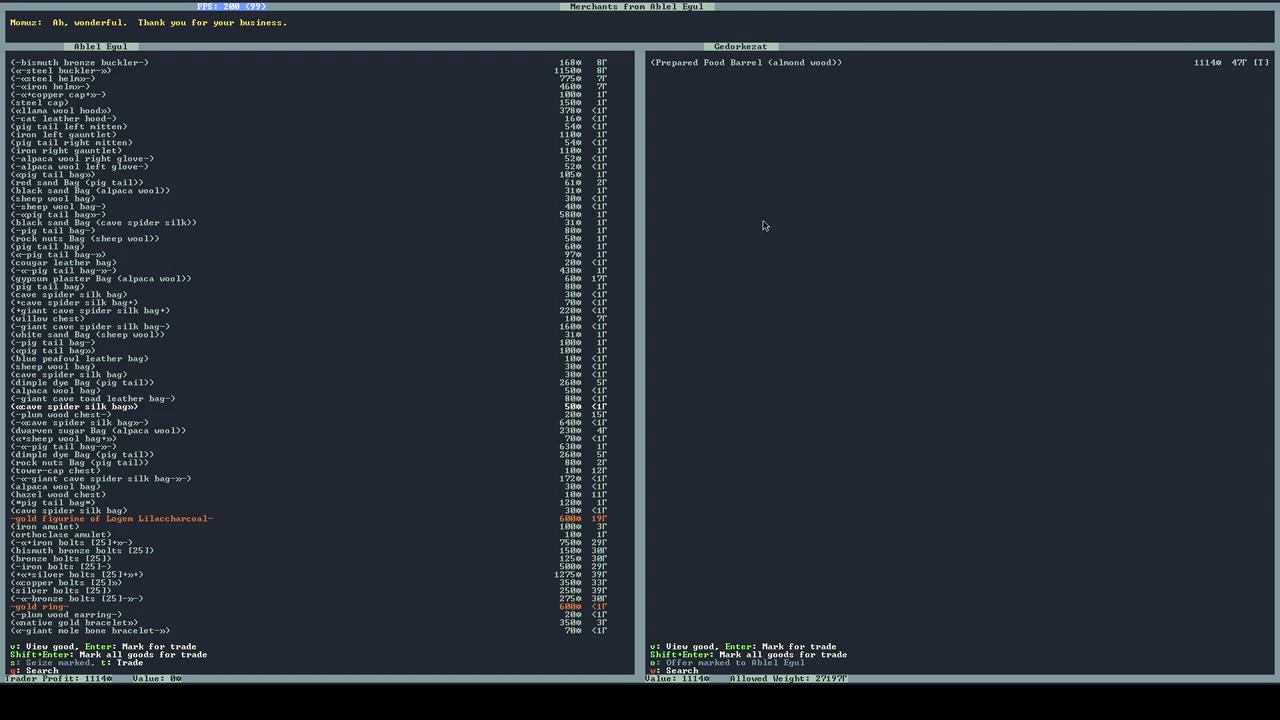 FPS: 200 (99)
Merchants from Ablel Egul
Momuz: Ah, wonderful. Thank you for your business.
Ablel Egul
Gedorkezat
(-bismuth bronze buckler-) 168☼ 8Γ
(-«steel buckler-») 1150☼ 8Γ
(-«steel helm»-) 775☼ 7Γ
(-«iron helm»-) 460☼ 7Γ
(-«+copper cap+»-) 100☼ 1Γ
(steel cap) 150☼ 1Γ
(«llama wool hood») 378☼ <1Γ
(-cat leather hood-) 16☼ <1Γ
(pig tail left mitten) 54☼ <1Γ
(iron left gauntlet) 110☼ 1Γ
(pig tail right mitten) 54☼ <1Γ
(iron right gauntlet) 110☼ 1Γ
(-alpaca wool right glove-) 52☼ <1Γ
(-alpaca wool left glove-) 52☼ <1Γ
(«pig tail bag») 105☼ 1Γ
(red sand Bag (pig tail)) 61☼ 2Γ
(black sand Bag (alpaca wool)) 31☼ 1Γ
(sheep wool bag) 30☼ <1Γ
(-sheep wool bag-) 40☼ <1Γ
(-«pig tail bag»-) 580☼ 1Γ
(black sand Bag (cave spider silk)) 31☼ 1Γ
(-pig tail bag-) 80☼ 1Γ
(rock nuts Bag (sheep wool)) 50☼ 1Γ
(pig tail bag) 60☼ 1Γ
(«-pig tail bag-») 97☼ 1Γ
(cougar leather bag) 20☼ <1Γ
(-«-pig tail bag-»-) 430☼ 1Γ
(gypsum plaster Bag (alpaca wool)) 60☼ 17Γ
(pig tail bag) 80☼ 1Γ
(cave spider silk bag) 30☼ <1Γ
(+cave spider silk bag+) 70☼ <1Γ
(+giant cave spider silk bag+) 220☼ <1Γ
(willow chest) 10☼ 7Γ
(-giant cave spider silk bag-) 160☼ <1Γ
(white sand Bag (sheep wool)) 31☼ 1Γ
(-pig tail bag-) 100☼ 1Γ
(«pig tail bag») 100☼ 1Γ
(blue peafowl leather bag) 10☼ <1Γ
(sheep wool bag) 30☼ <1Γ
(cave spider silk bag) 30☼ <1Γ
(dimple dye Bag (pig tail)) 260☼ 5Γ
(alpaca wool bag) 50☼ <1Γ
(-giant cave toad leather bag-) 80☼ <1Γ
(«cave spider silk bag») 50☼ <1Γ
(-plum wood chest-) 20☼ 15Γ
(-«cave spider silk bag»-) 640☼ <1Γ
(dwarven sugar Bag (alpaca wool)) 230☼ 4Γ
(«+sheep wool bag+») 70☼ <1Γ
(-«-pig tail bag-»-) 630☼ 1Γ
(dimple dye Bag (pig tail)) 260☼ 5Γ
(rock nuts Bag (pig tail)) 80☼ 2Γ
(tower-cap chest) 10☼ 12Γ
(-«-giant cave spider silk bag-»-) 172☼ <1Γ
(alpaca wool bag) 30☼ <1Γ
(hazel wood chest) 10☼ 11Γ
(*pig tail bag*) 120☼ 1Γ
(cave spider silk bag) 30☼ <1Γ
-gold figurine of Logem Lilaccharcoal- 600☼ 19Γ
(iron amulet) 100☼ 3Γ
(orthoclase amulet) 10☼ 1Γ
(-«+iron bolts [25]+»-) 750☼ 29Γ
(bismuth bronze bolts [25]) 150☼ 30Γ
(bronze bolts [25]) 125☼ 30Γ
(-iron bolts [25]-) 500☼ 29Γ
(+«+silver bolts [25]+»+) 1275☼ 39Γ
(«copper bolts [25]») 350☼ 33Γ
(silver bolts [25]) 250☼ 39Γ
(-«-bronze bolts [25]-»-) 275☼ 30Γ
-gold ring- 600☼ <1Γ
(-plum wood earring-) 20☼ <1Γ
(«native gold bracelet») 350☼ 3Γ
(«-giant mole bone bracelet-») 70☼ <1Γ
v: View good, Enter: Mark for trade
Shift+Enter: Mark all goods for trade
s: Seize marked, t: Trade
q: Search
Trader Profit: 1114☼ Value: 0☼
(Prepared Food Barrel (almond wood)) 1114☼ 47Γ [T]
v: View good, Enter: Mark for trade
Shift+Enter: Mark all goods for trade
o: Offer marked to Ablel Egul
w: Search
Value: 1114☼ Allowed Weight: 27197Γ